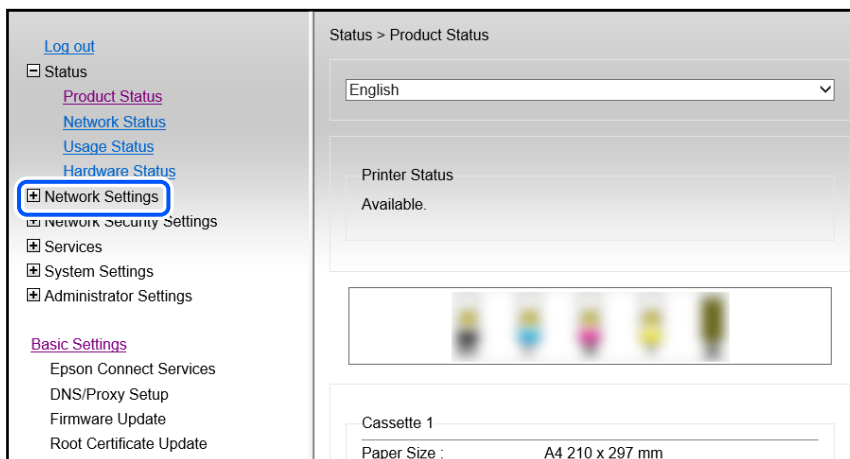 Log out
Status
Product Status
Network Status
Usage Status
Hardware Status
Network Settings
Network Security Settings
Services
System Settings
Administrator Settings
Basic Settings
Epson Connect Services
DNS/Proxy Setup
Firmware Update
Root Certificate Update
Status > Product Status
English
Printer Status
Available.
Cassette 1
Paper Size : A4 210 x 297 mm